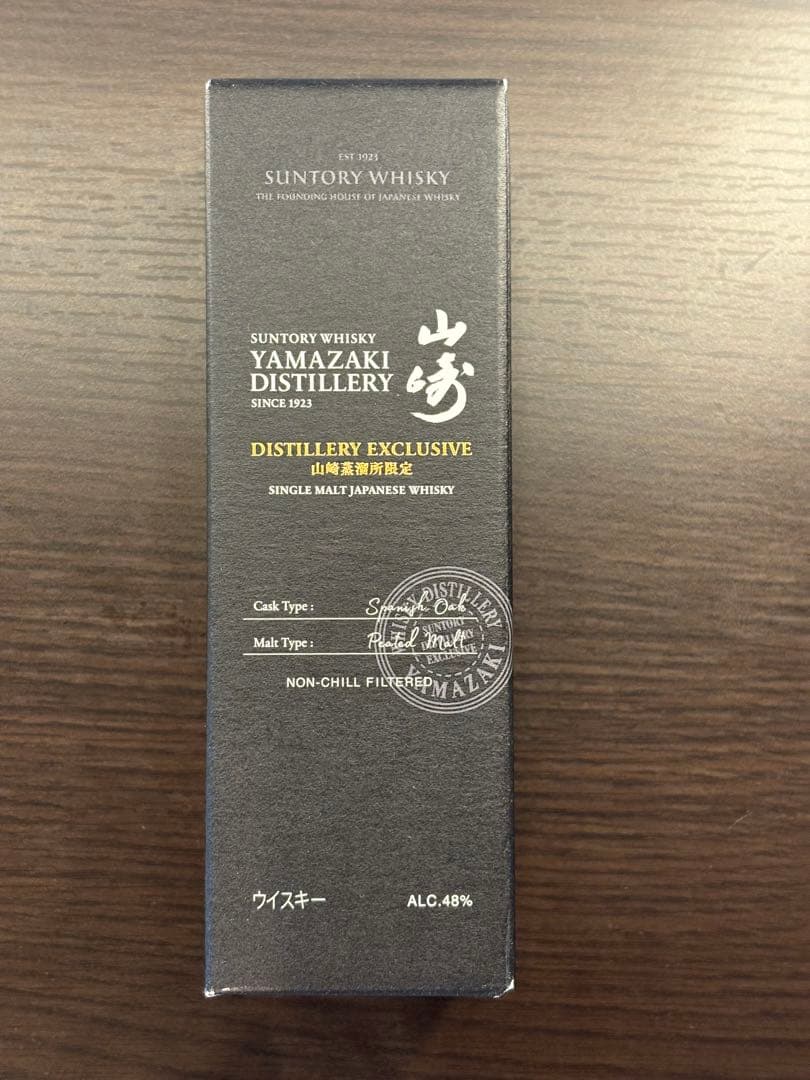 EST 1923
SUNTORY WHISKY
THE FOUNDING HOUSE OF JAPANESE WHISKY
SUNTORY WHISKY
YAMAZAKI
DISTILLERY
SINCE 1923
山崎
DISTILLERY EXCLUSIVE
山崎蒸溜所限定
SINGLE MALT JAPANESE WHISKY
Cask Type : Spanish Oak
Malt Type : Peated Malt
NON-CHILL FILTERED
WHISKY DISTILLERY
SUNTORY
DISTILLERY
EXCLUSIVE
YAMAZAKI
ウイスキー
ALC.48%